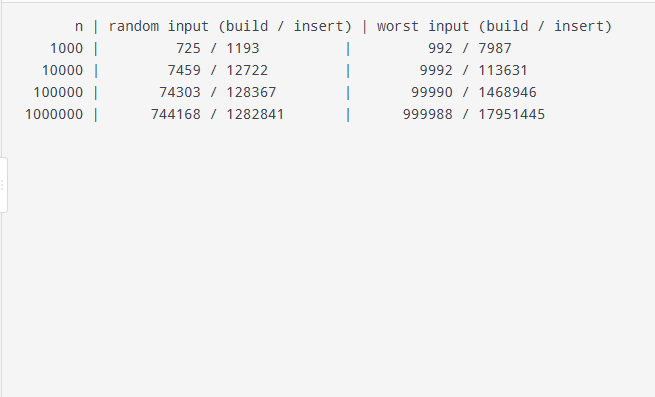 n | random input (build / insert) | worst input (build / insert)
1000 | 725 / 1193 | 992 / 7987
10000 | 7459 / 12722 | 9992 / 113631
100000 | 74303 / 128367 | 99990 / 1468946
1000000 | 744168 / 1282841 | 999988 / 17951445